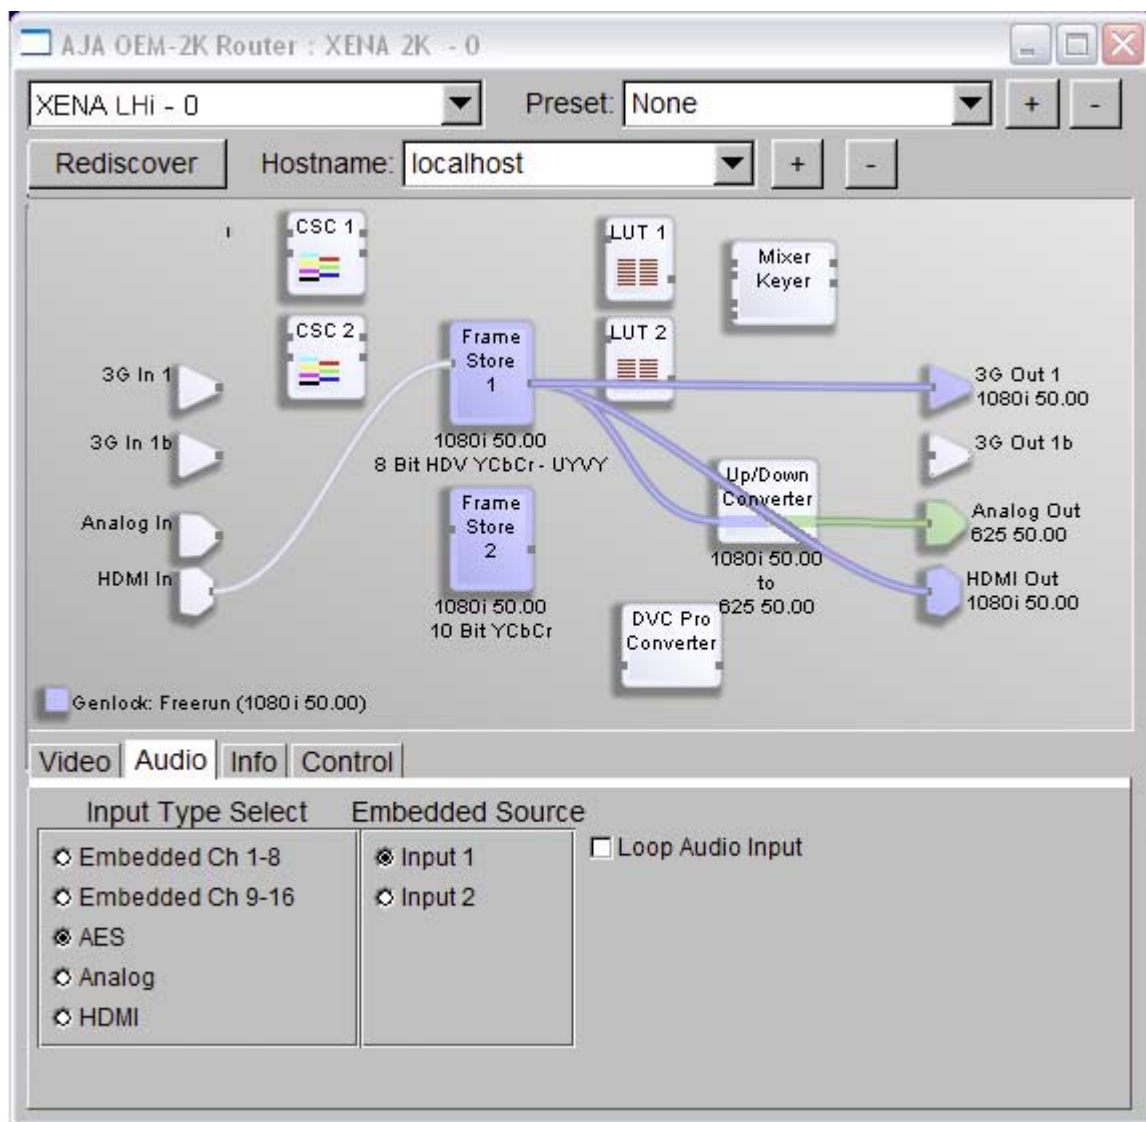 AJA OEM-2K Router : XENA 2K - 0
XENA LHi - 0
Preset: None + -
Rediscover Hostname: localhost + -
CSC 1
LUT 1
Mixer
Keyer
CSC 2
Frame
Store
1
LUT 2
3G In 1
3G Out 1
1080i 50.00
3G In 1b
1080i 50.00
8 Bit HDV YCbCr - UYVY
3G Out 1b
Up/Down
Converter
Analog In
Frame
Store
2
Analog Out
625 50.00
HDMI In
1080i 50.00
to
625 50.00
HDMI Out
1080i 50.00
1080i 50.00
10 Bit YCbCr
DVC Pro
Converter
Genlock: Freerun (1080i 50.00)
Video Audio Info Control
Input Type Select
Embedded Source
Embedded Ch 1-8
Embedded Ch 9-16
AES
Analog
HDMI
Input 1
Input 2
Loop Audio Input